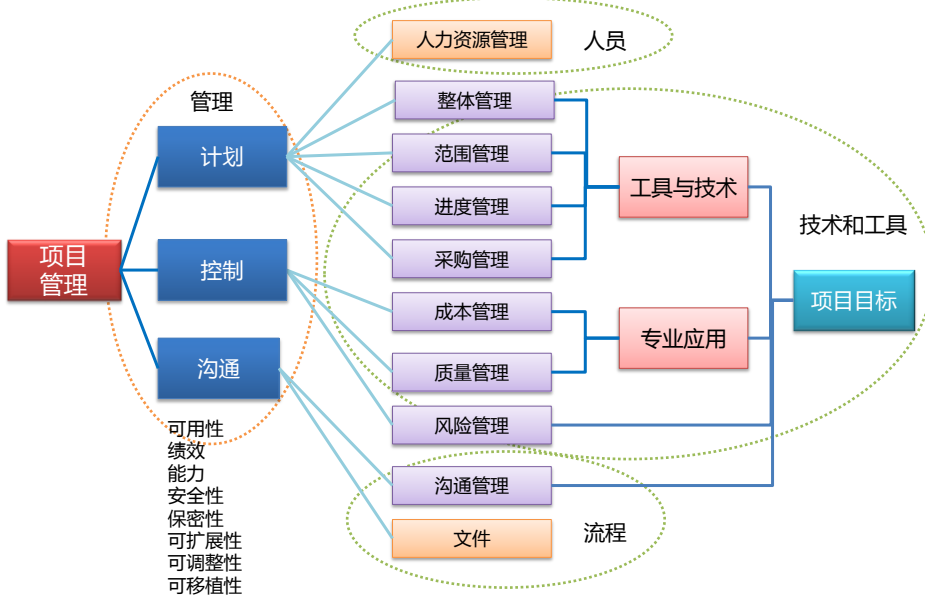 人力资源管理
人员
管理
整体管理
计划
范围管理
工具与技术
进度管理
技术和工具
项目
管理
控制
采购管理
成本管理
项目目标
专业应用
沟通
质量管理
风险管理
可用性
绩效
能力
安全性
保密性
可扩展性
可调整性
可移植性
沟通管理
文件
流程